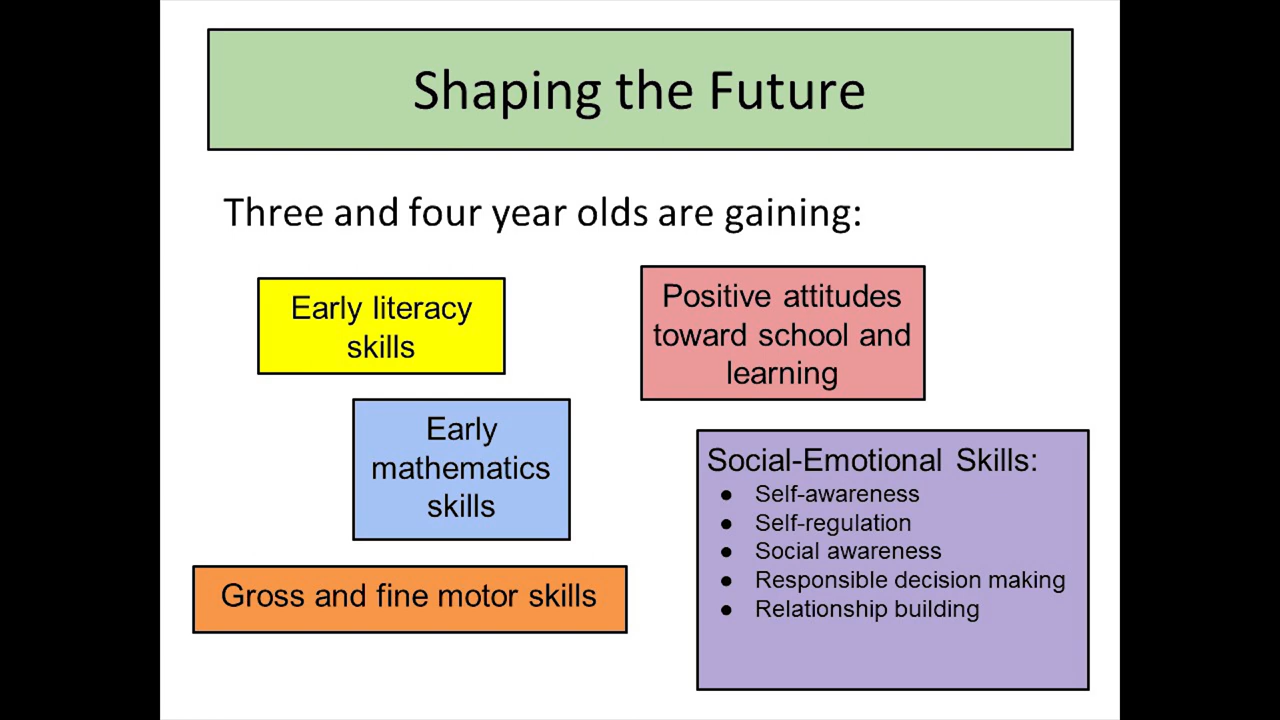 Shaping the Future
Three and four year olds are gaining:
Early literacy
skills
Positive attitudes
toward school and
learning
Early
mathematics
skills
Social-Emotional Skills:
● Self-awareness
● Self-regulation
● Social awareness
● Responsible decision making
● Relationship building
Gross and fine motor skills